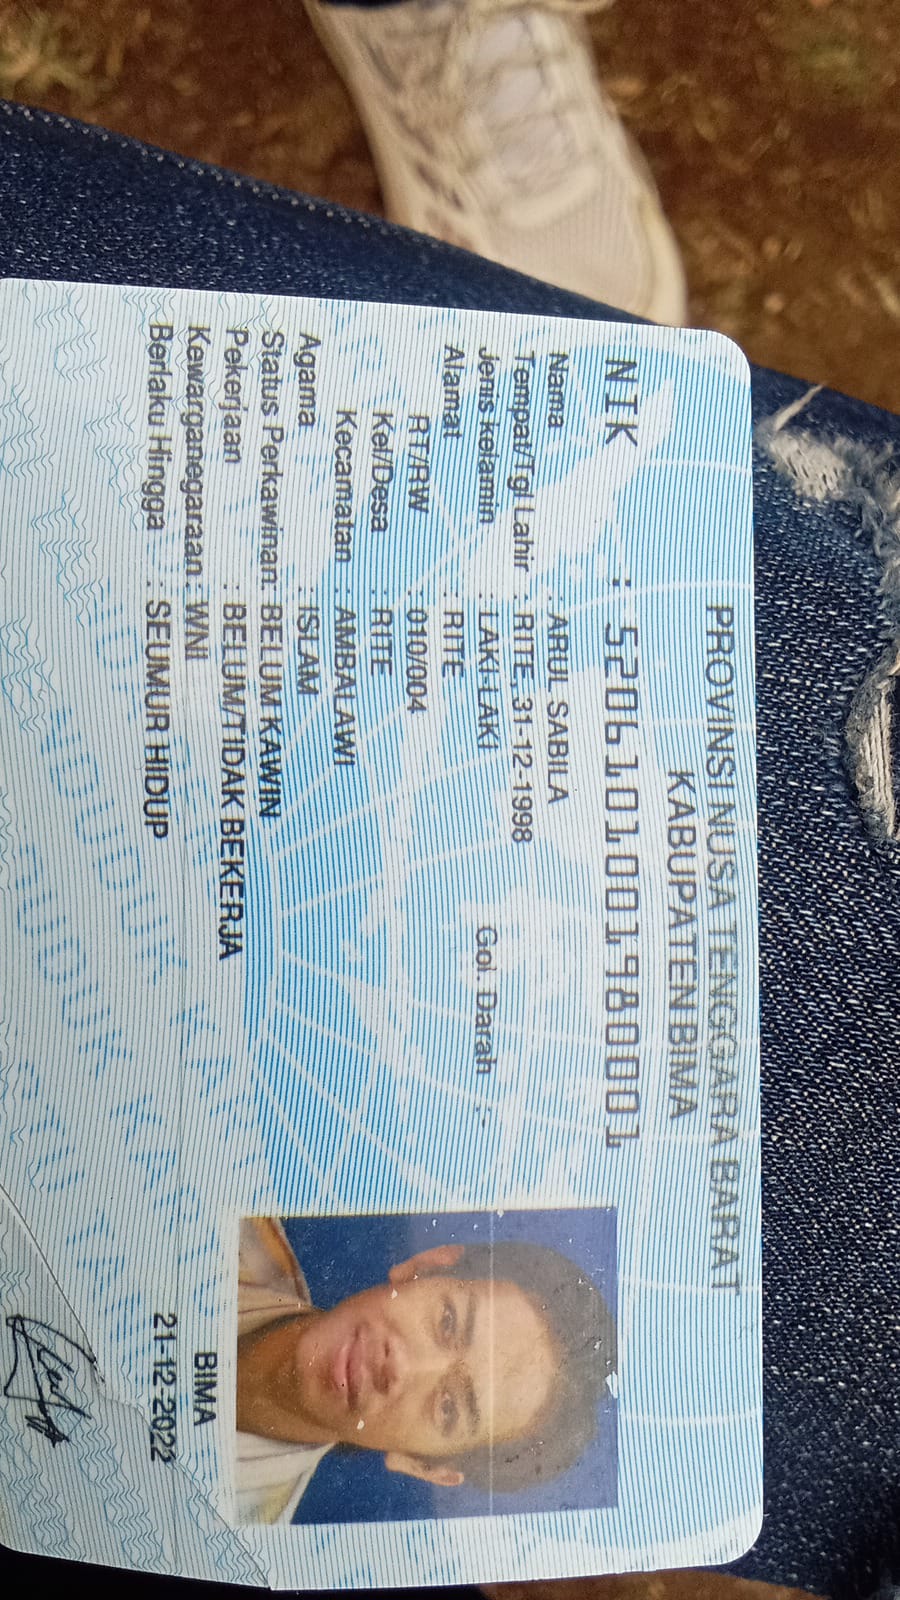 PROVINSI NUSA TENGGARA BARAT
KABUPATEN BIMA
NIK : 5206101001980001
Nama : ARUL SABILA
Tempat/Tgl Lahir : RITE, 31-12-1998
Jenis kelamin : LAKI-LAKI Gol. Darah : -
Alamat : RITE
RT/RW : 010/004
Kel/Desa : RITE
Kecamatan : AMBALAWI
Agama : ISLAM
Status Perkawinan: BELUM KAWIN
Pekerjaan : BELUM/TIDAK BEKERJA
Kewarganegaraan : WNI
Berlaku Hingga : SEUMUR HIDUP
BIMA
21-12-2022